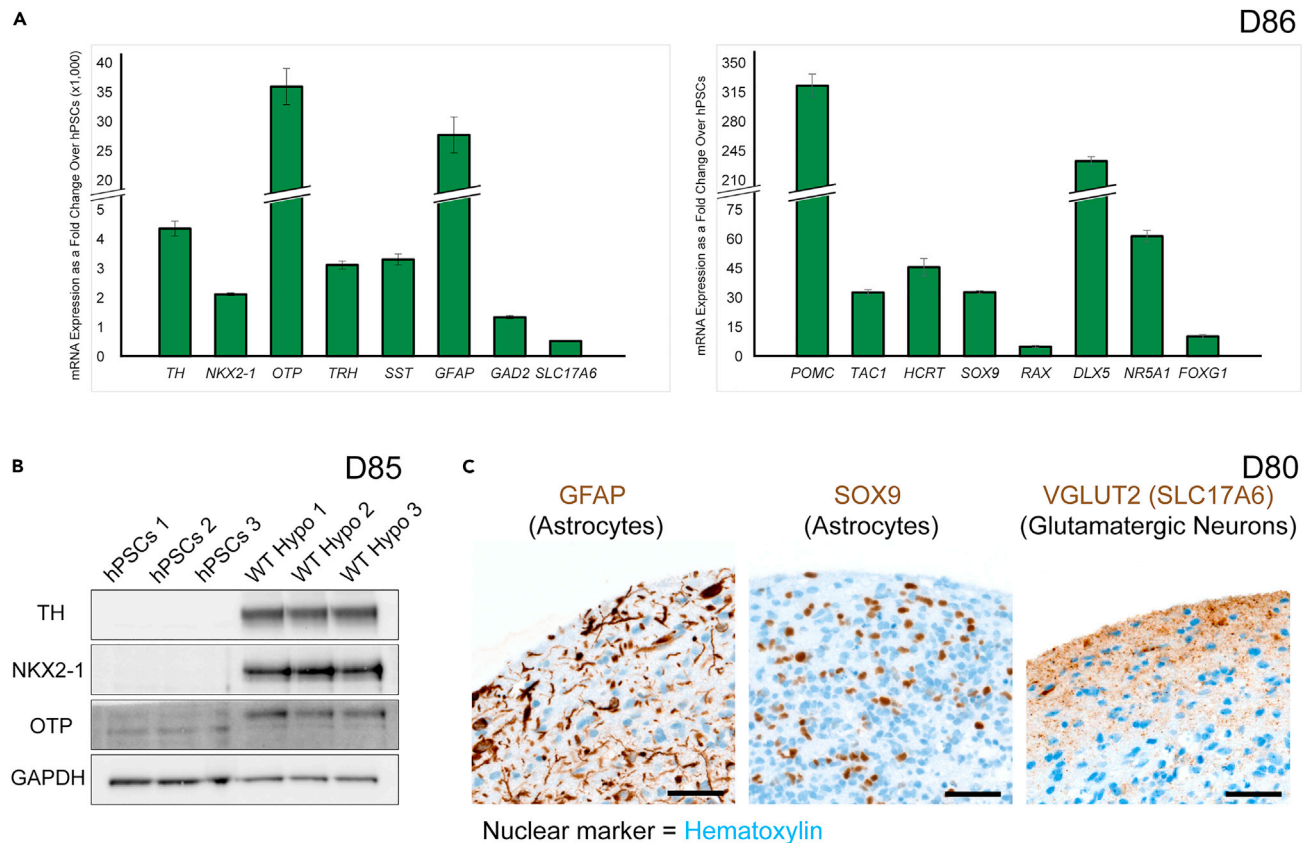 A
D86
mRNA Expression as a Fold Change Over hPSCs (x1,000)
40
35
30
25
20
5
4
3
2
1
0
TH NKX2-1 OTP TRH SST GFAP GAD2 SLC17A6
mRNA Expression as a Fold Change Over hPSCs
350
315
280
245
210
75
60
45
30
15
0
POMC TAC1 HCRT SOX9 RAX DLX5 NR5A1 FOXG1
B
D85
hPSCs 1
hPSCs 2
hPSCs 3
WT Hypo 1
WT Hypo 2
WT Hypo 3
TH
NKX2-1
OTP
GAPDH
C
D80
GFAP
(Astrocytes)
SOX9
(Astrocytes)
VGLUT2 (SLC17A6)
(Glutamatergic Neurons)
Nuclear marker = Hematoxylin